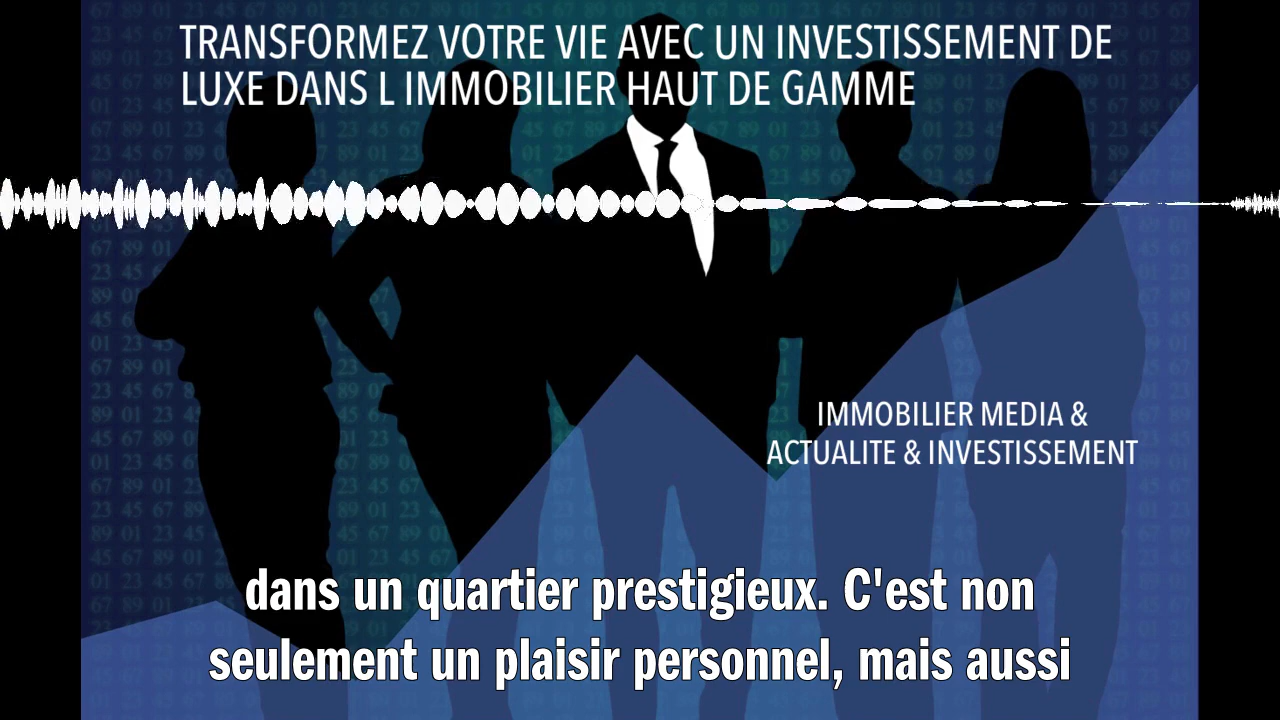 TRANSFORMEZ VOTRE VIE AVEC UN INVESTISSEMENT DE
LUXE DANS L IMMOBILIER HAUT DE GAMME
IMMOBILIER MEDIA &
ACTUALITE & INVESTISSEMENT
dans un quartier prestigieux. C'est non
seulement un plaisir personnel, mais aussi